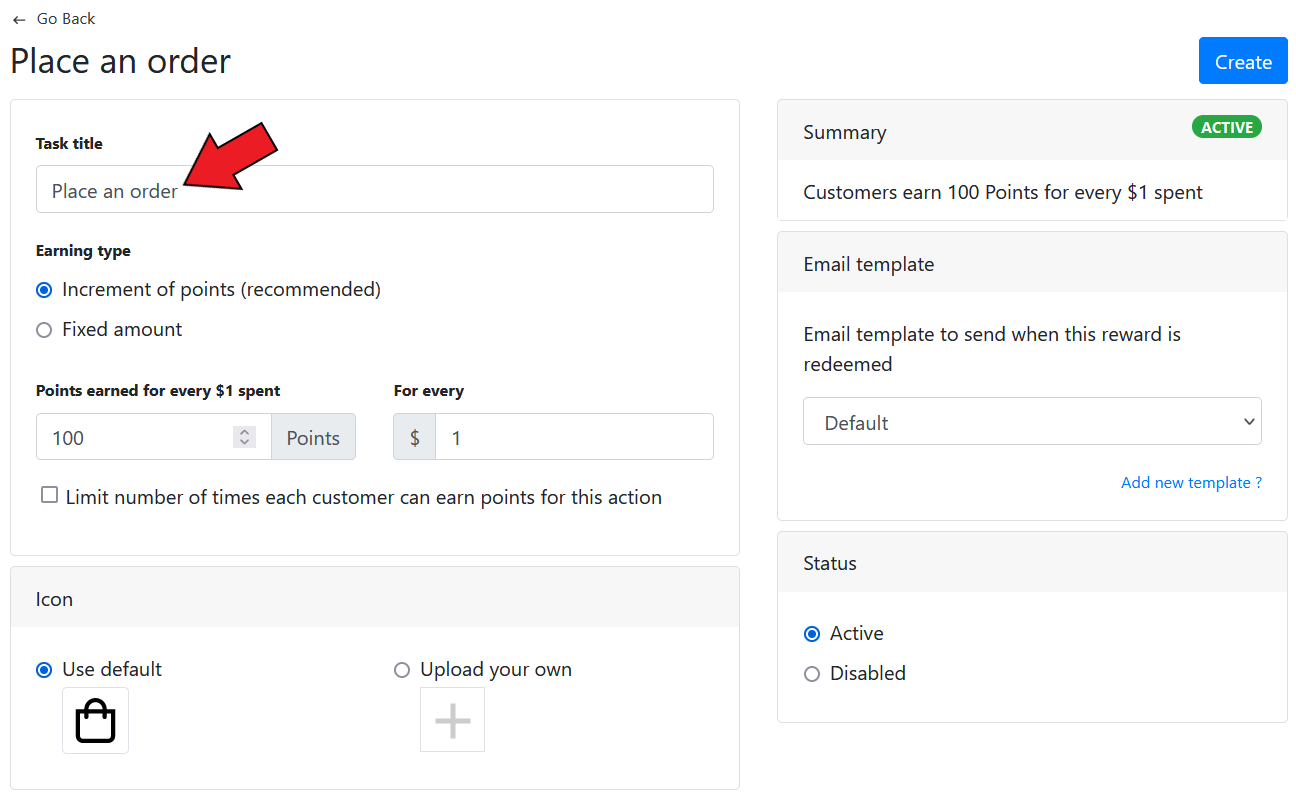 ← Go Back
Place an order
Create
Task title
Place an order
Earning type
Increment of points (recommended)
Fixed amount
Points earned for every $1 spent
For every
100
Points
$
1
Limit number of times each customer can earn points for this action
Icon
Use default
Upload your own
Summary
ACTIVE
Customers earn 100 Points for every $1 spent
Email template
Email template to send when this reward is
redeemed
Default
Add new template ?
Status
Active
Disabled